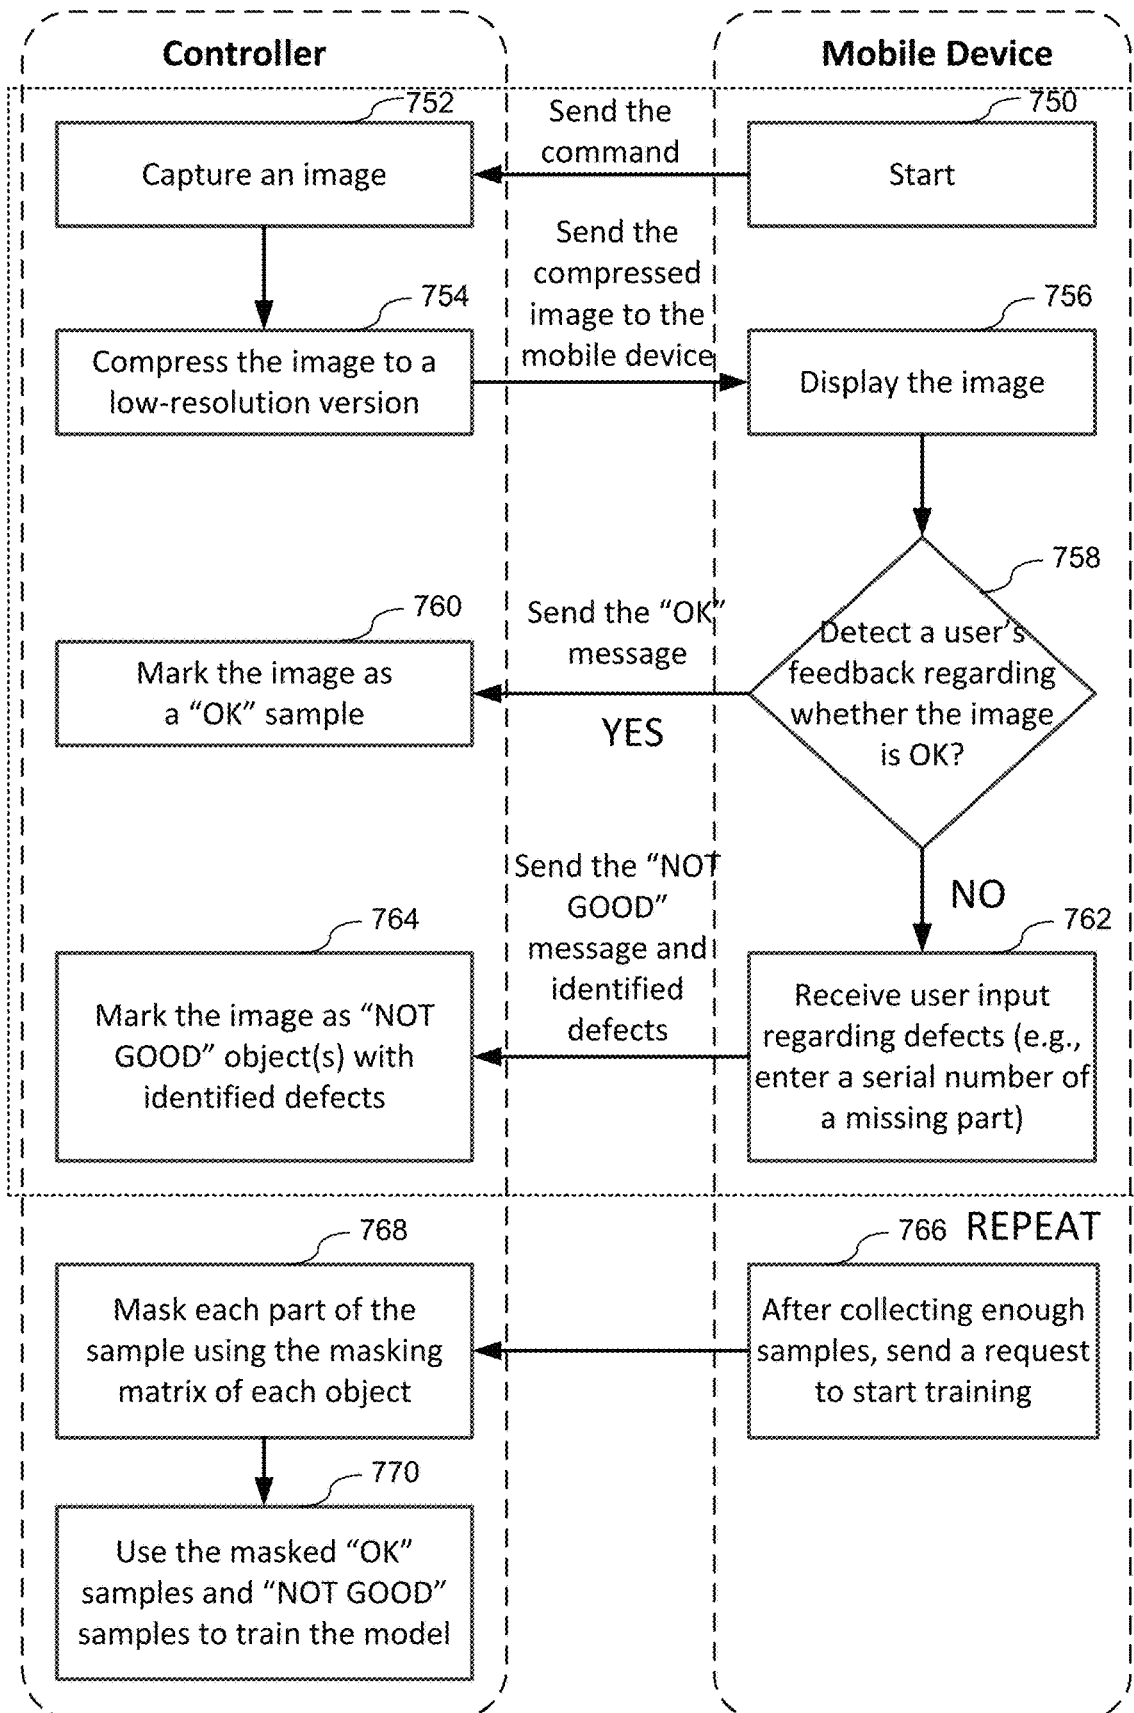 Controller
Mobile Device
752
Send the
command
750
Capture an image
Start
Send the
compressed
image to the
mobile device
754
756
Compress the image to a
low-resolution version
Display the image
758
760
Send the “OK”
message
Detect a user’s
feedback regarding
whether the image
is OK?
Mark the image as
a “OK” sample
YES
Send the “NOT
GOOD”
message and
identified
defects
NO
764
762
Mark the image as “NOT
GOOD” object(s) with
identified defects
Receive user input
regarding defects (e.g.,
enter a serial number of
a missing part)
768
766
REPEAT
Mask each part of the
sample using the masking
matrix of each object
After collecting enough
samples, send a request
to start training
770
Use the masked “OK”
samples and “NOT GOOD”
samples to train the model